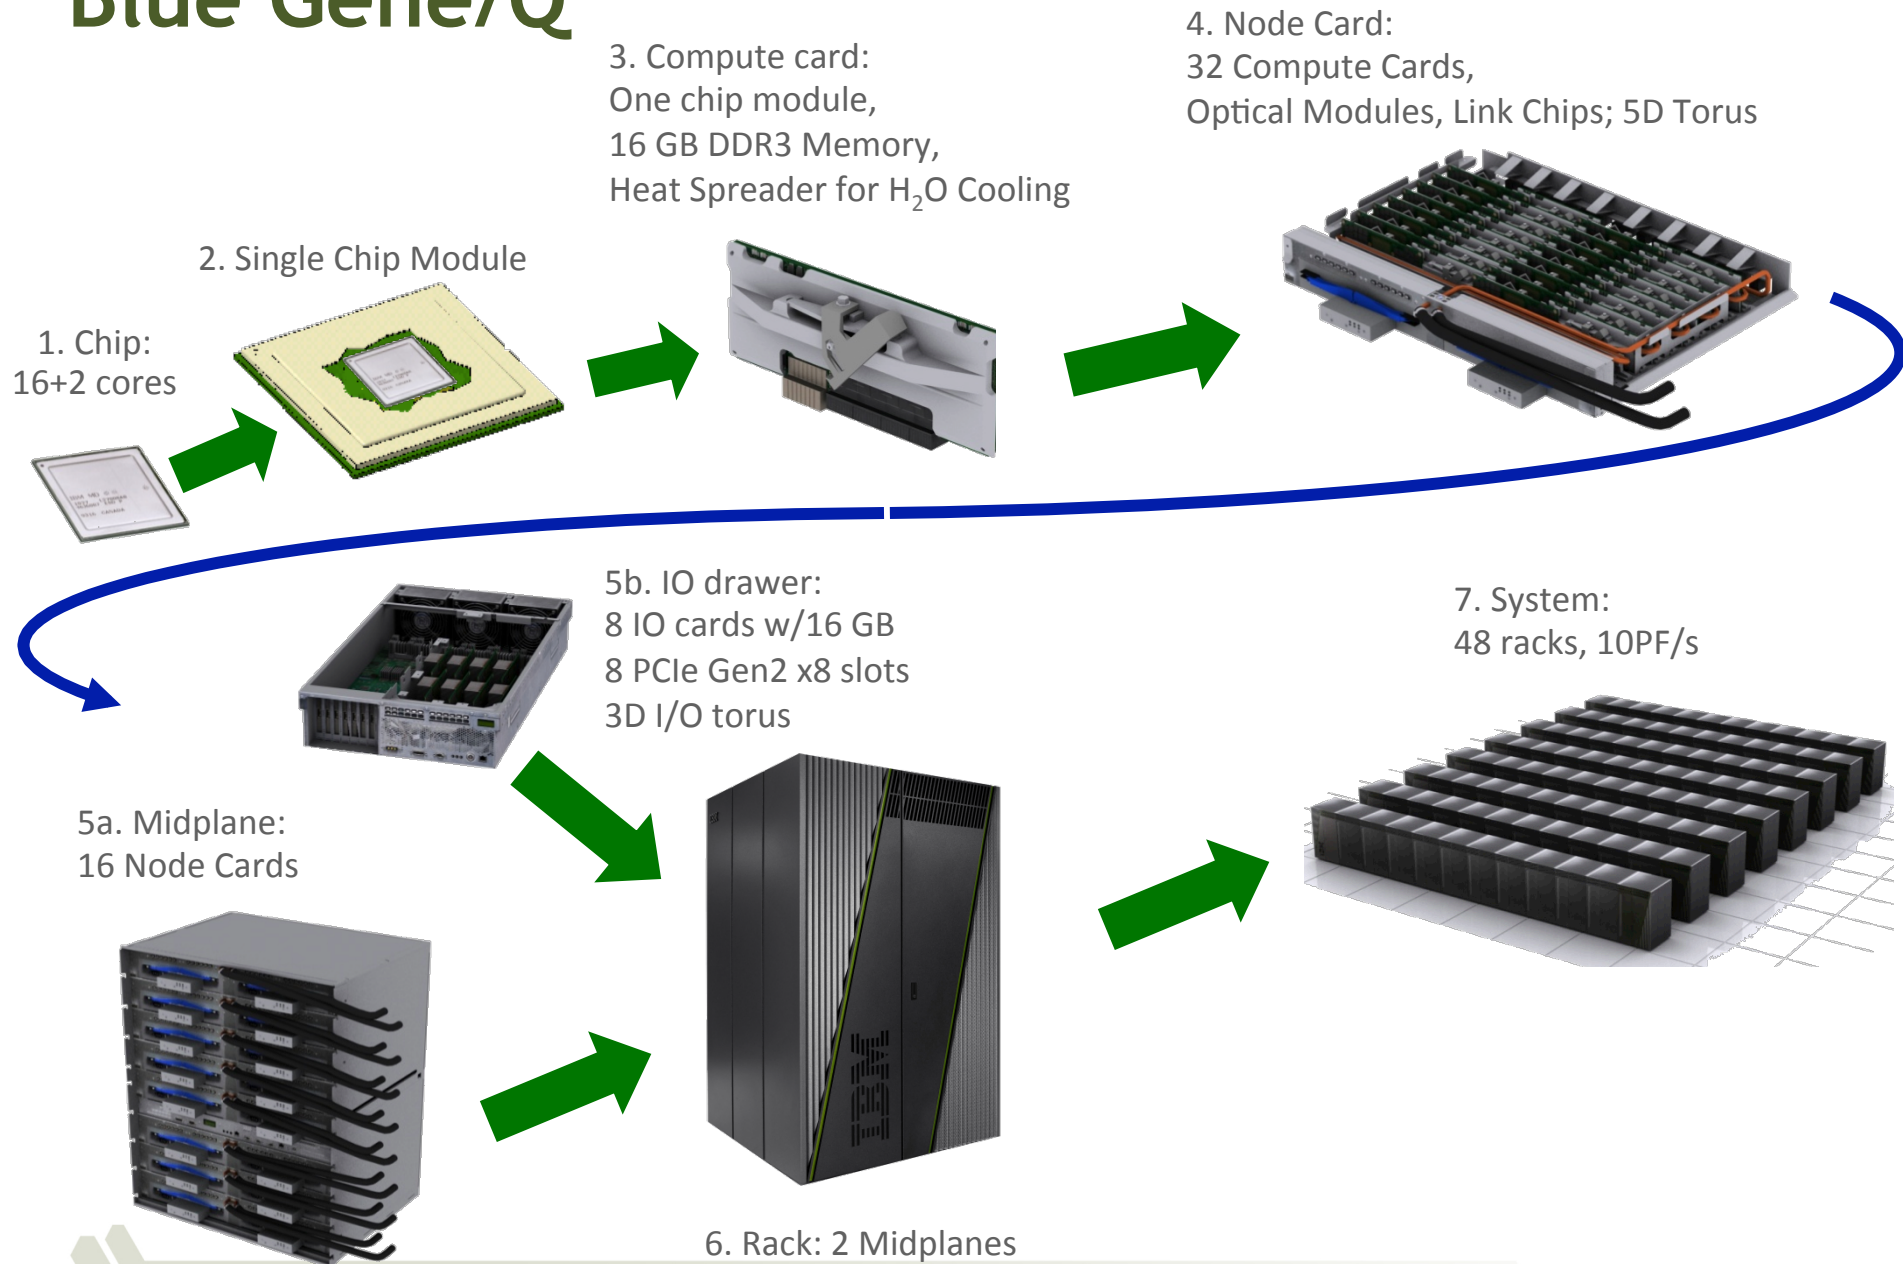 Blue Gene/Q
3. Compute card:
One chip module,
16 GB DDR3 Memory,
Heat Spreader for H₂O Cooling
4. Node Card:
32 Compute Cards,
Optical Modules, Link Chips; 5D Torus
2. Single Chip Module
1. Chip:
16+2 cores
5b. IO drawer:
8 IO cards w/16 GB
8 PCIe Gen2 x8 slots
3D I/O torus
7. System:
48 racks, 10PF/s
5a. Midplane:
16 Node Cards
IBM
6. Rack: 2 Midplanes